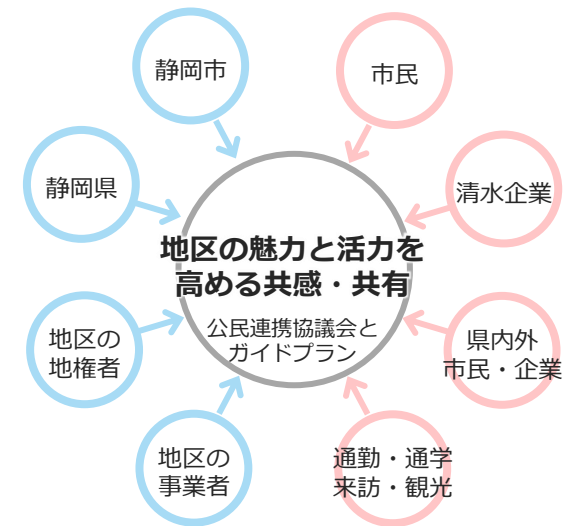 静岡市
市民
静岡県
清水企業
地区の魅力と活力を
高める共感・共有
公民連携協議会と
ガイドプラン
地区の
地権者
県内外
市民・企業
地区の
事業者
通勤・通学
来訪・観光